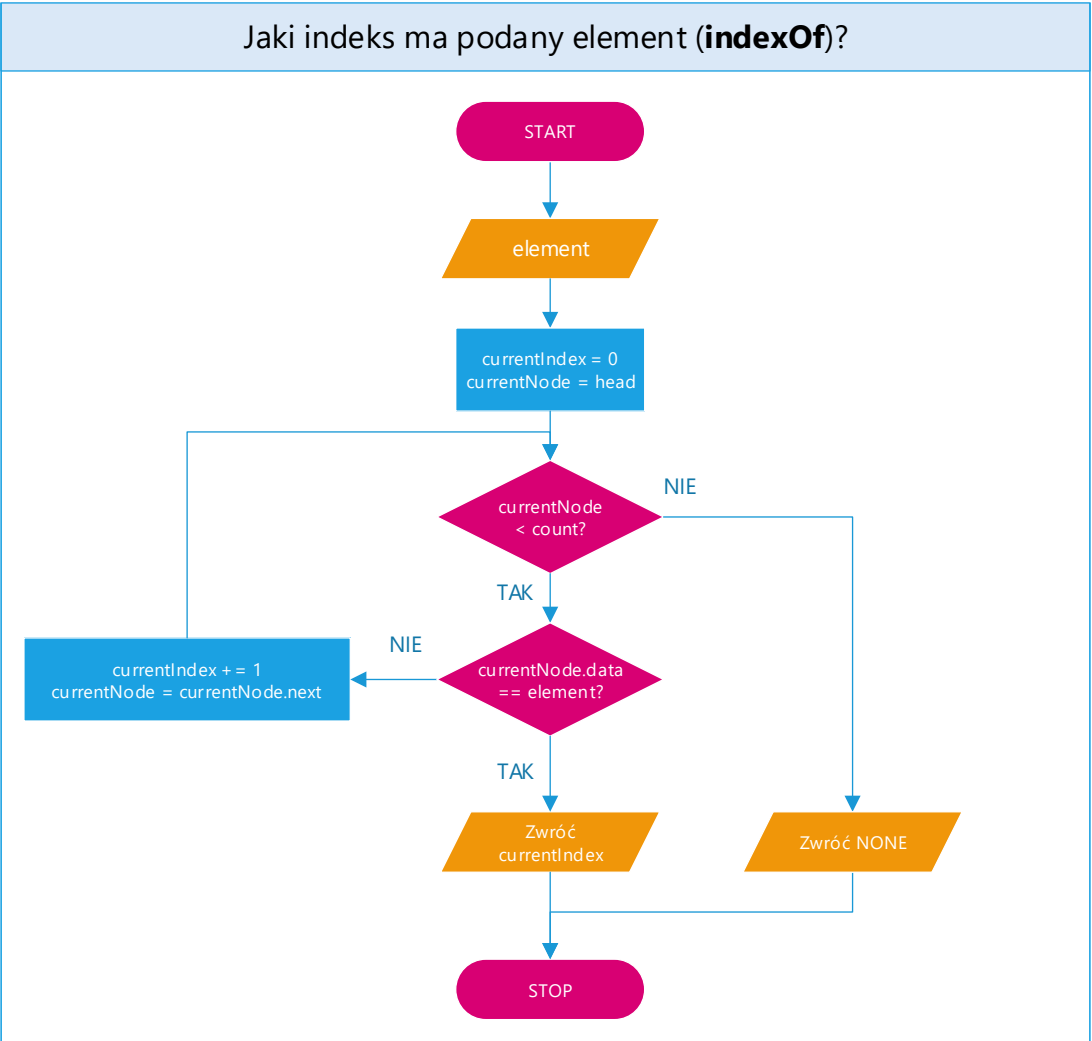 Jaki indeks ma podany element (indexOf)?
START
element
currentIndex = 0
currentNode = head
currentNode
< count?
NIE
TAK
currentNode.data
== element?
NIE
currentIndex += 1
currentNode = currentNode.next
TAK
Zwróć
currentIndex
Zwróć NONE
STOP